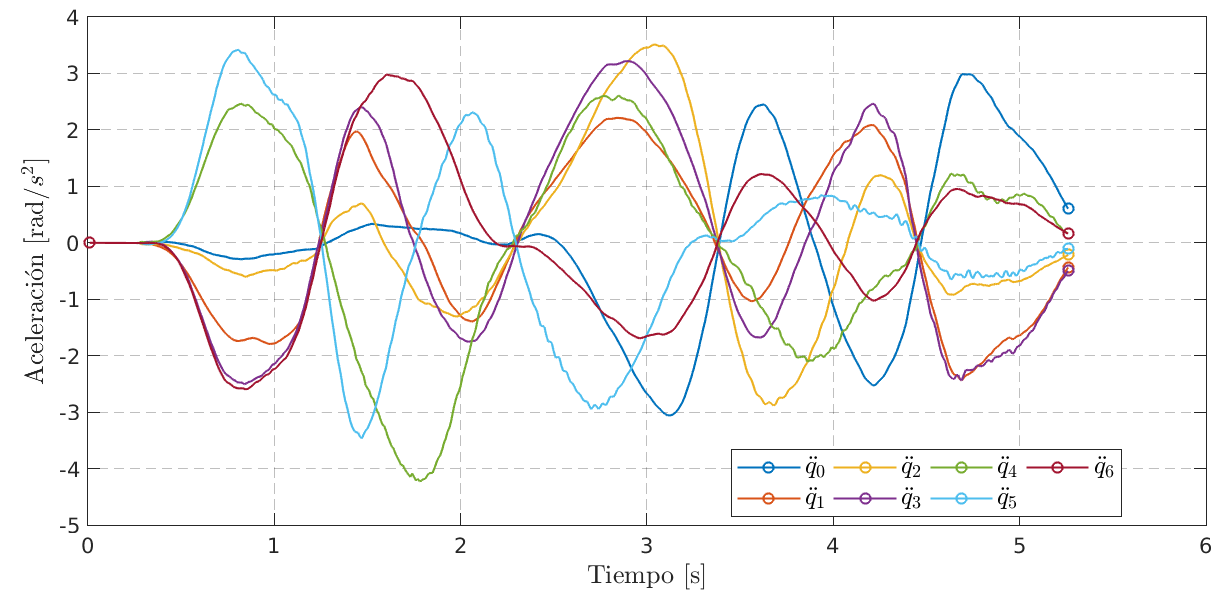 4
3
2
1
0
-1
-2
-3
-4
-5
Aceleración [rad/s²]
0 1 2 3 4 5 6
Tiempo [s]
q̈₀ q̈₂ q̈₄ q̈₆
q̈₁ q̈₃ q̈₅